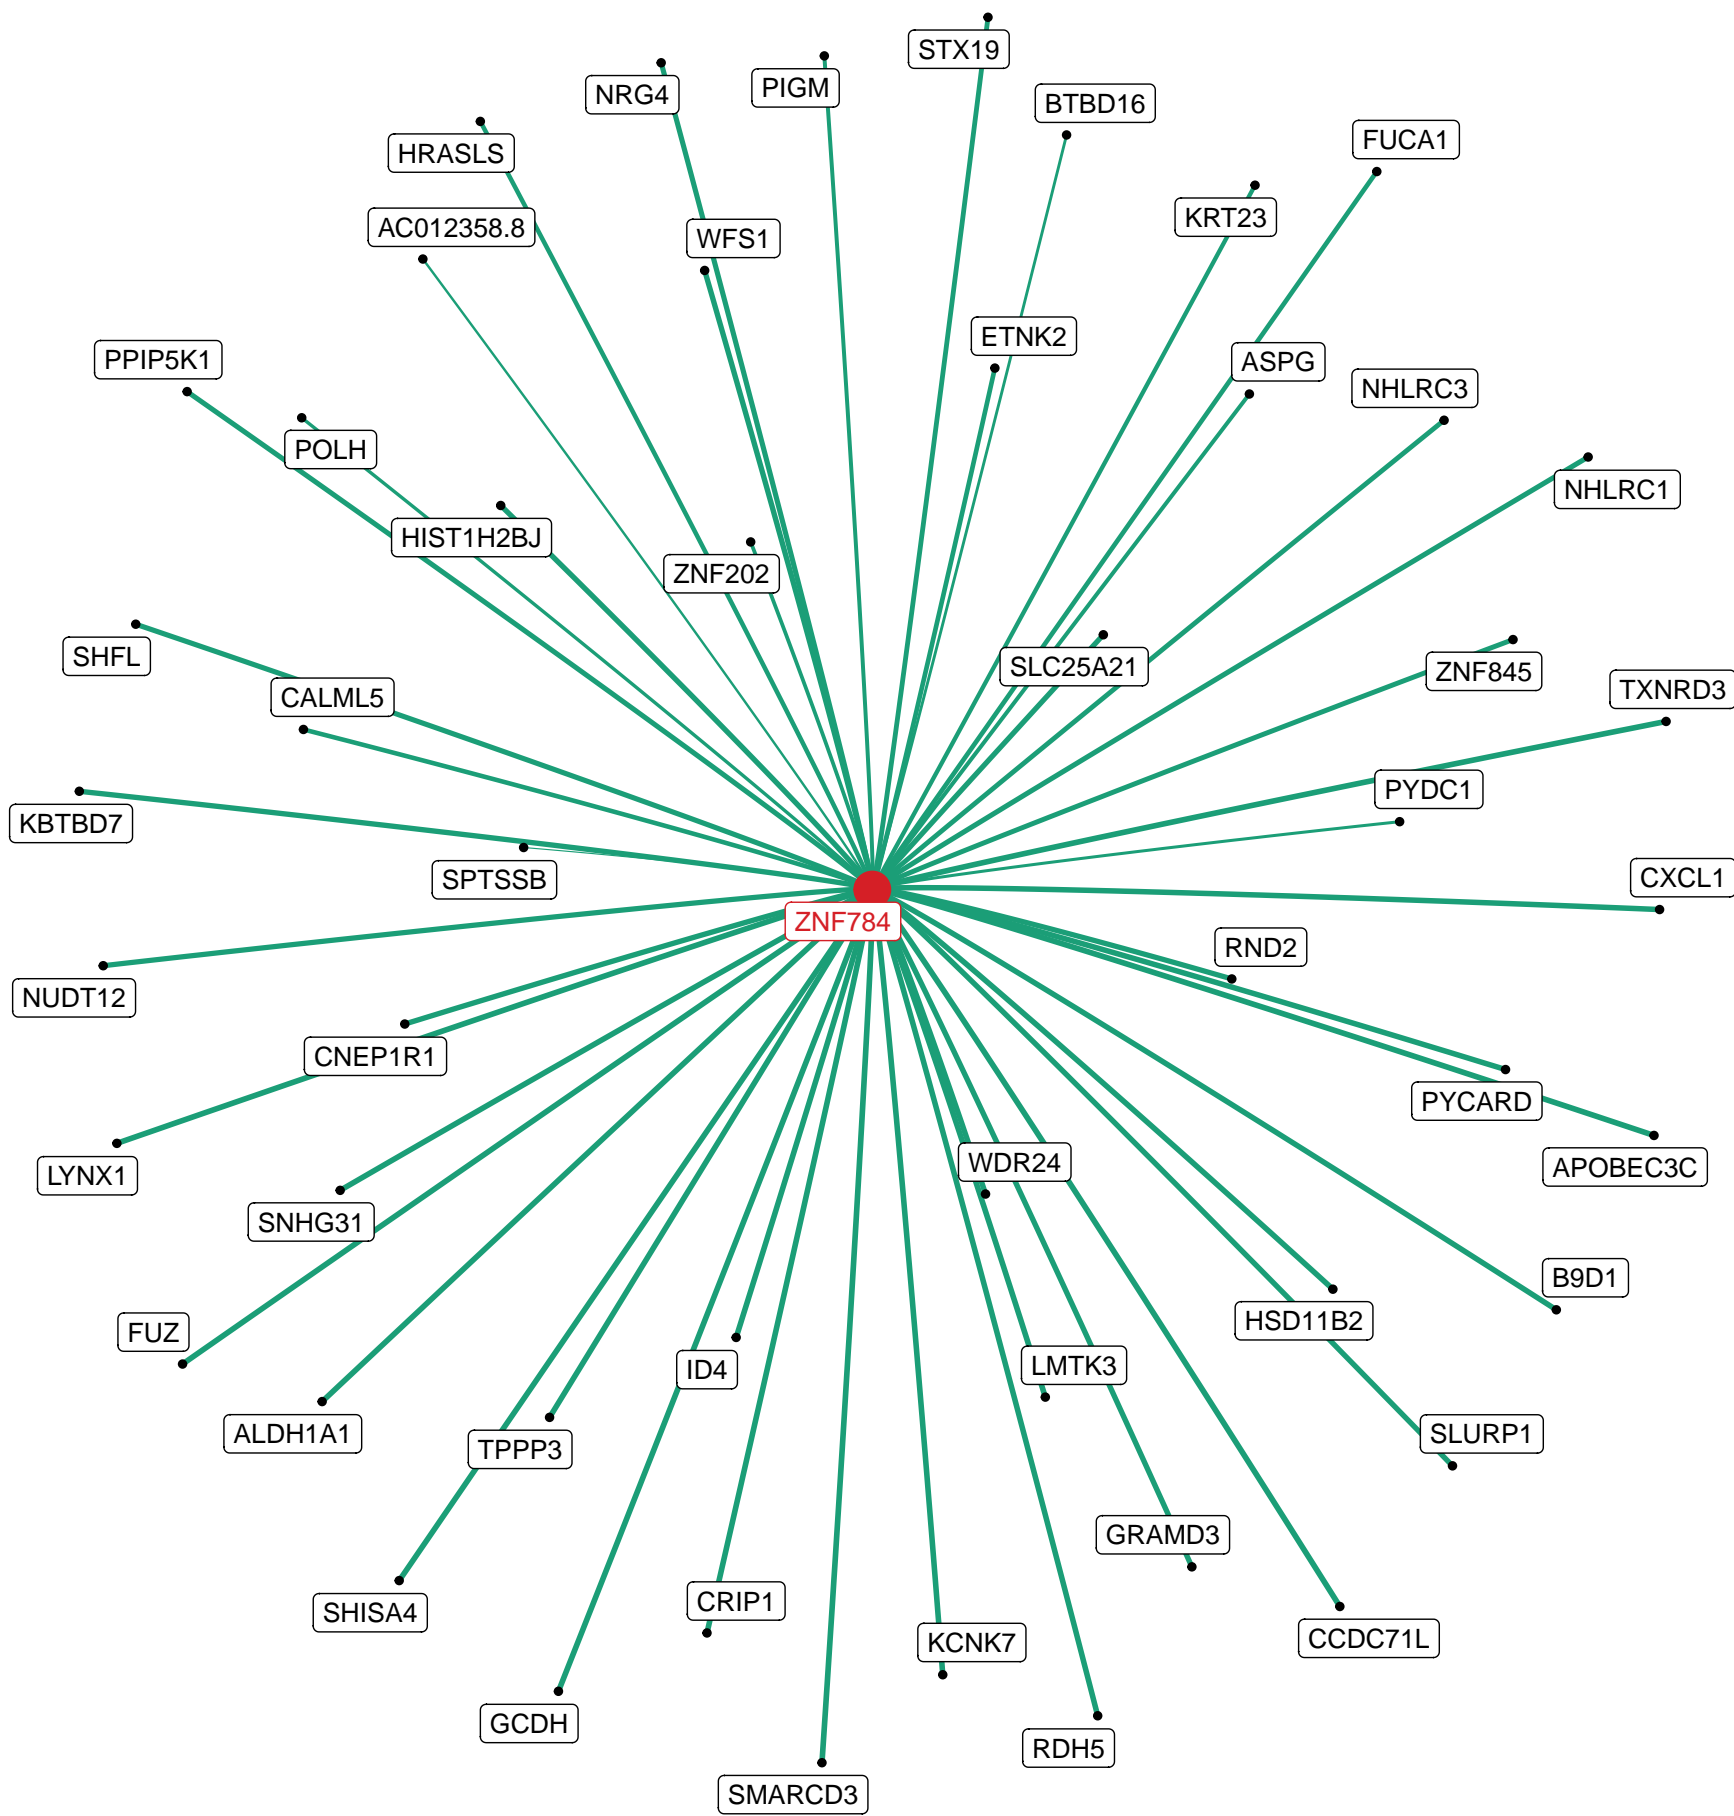 STX19
NRG4
PIGM
BTBD16
FUCA1
HRASLS
KRT23
AC012358.8
WFS1
ETNK2
PPIP5K1
ASPG
NHLRC3
POLH
NHLRC1
HIST1H2BJ
ZNF202
SHFL
SLC25A21
ZNF845
TXNRD3
CALML5
PYDC1
KBTBD7
SPTSSB
CXCL1
ZNF784
RND2
NUDT12
CNEP1R1
PYCARD
WDR24
APOBEC3C
LYNX1
SNHG31
B9D1
HSD11B2
FUZ
ID4
LMTK3
ALDH1A1
TPPP3
SLURP1
GRAMD3
CRIP1
SHISA4
KCNK7
CCDC71L
GCDH
RDH5
SMARCD3